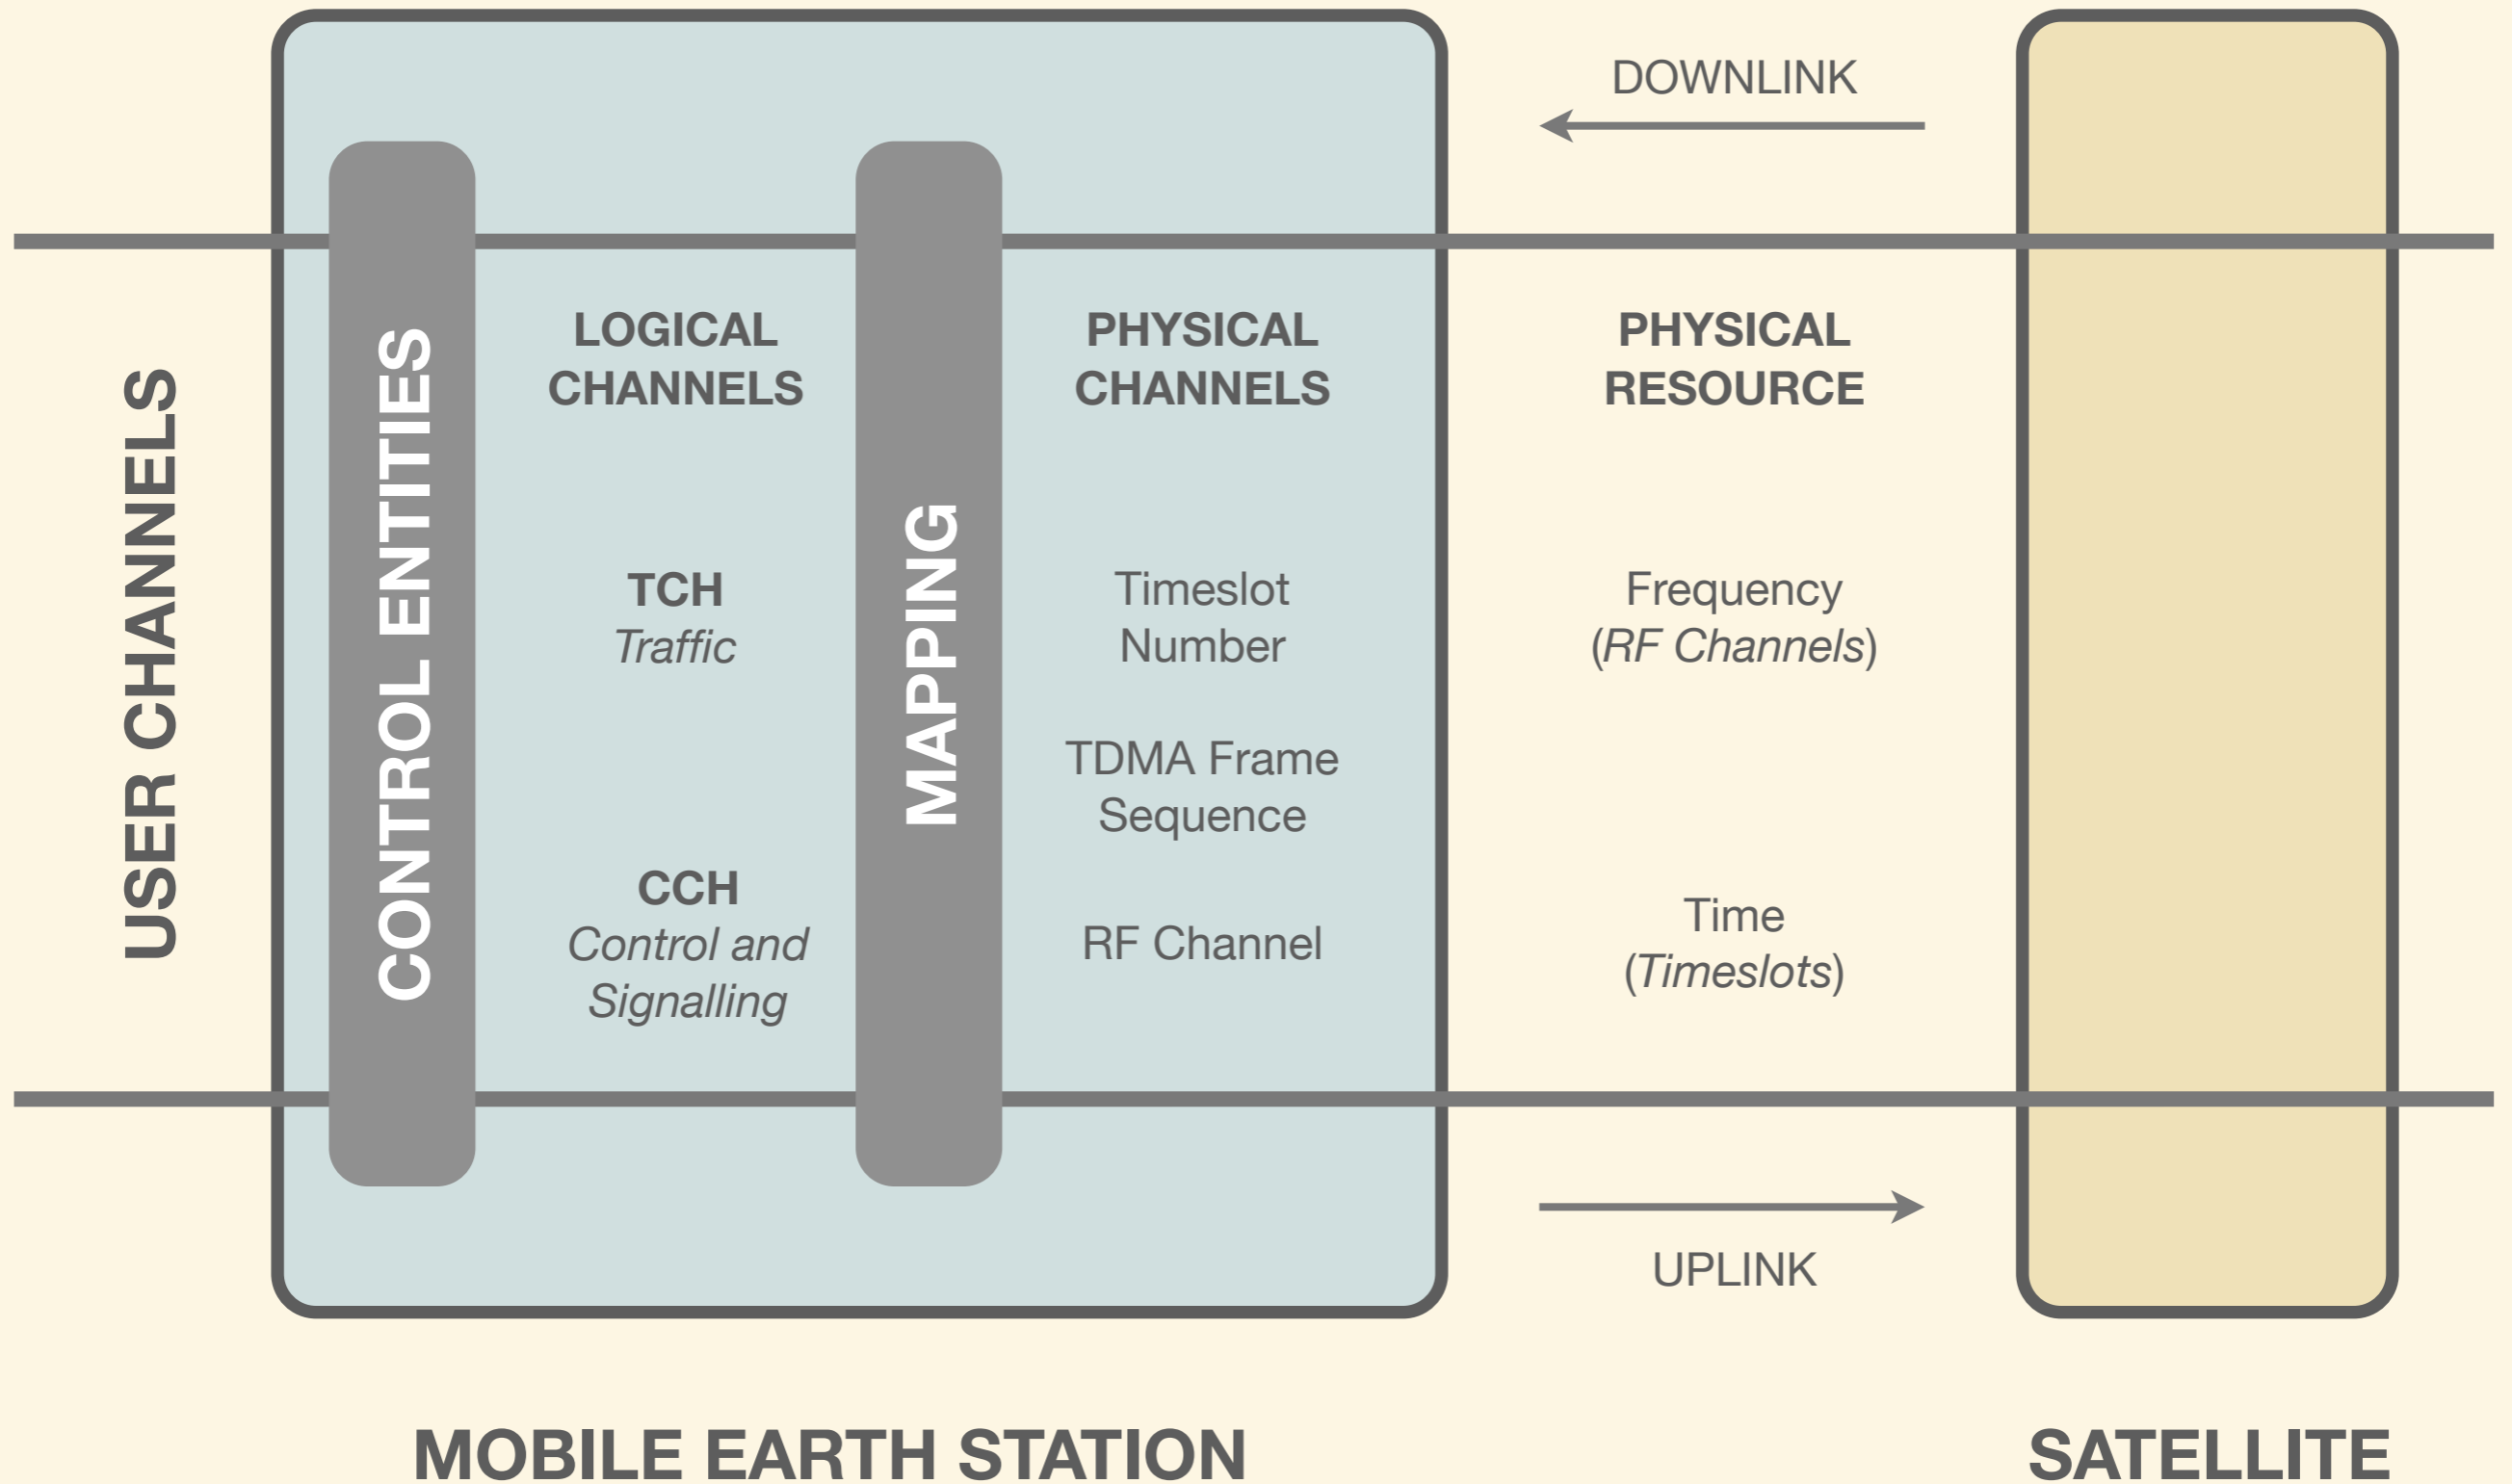 DOWNLINK
USER CHANNELS
CONTROL ENTITIES
LOGICAL
CHANNELS
TCH
Traffic
CCH
Control and
Signalling
MAPPING
PHYSICAL
CHANNELS
Timeslot
Number
TDMA Frame
Sequence
RF Channel
PHYSICAL
RESOURCE
Frequency
(RF Channels)
Time
(Timeslots)
UPLINK
MOBILE EARTH STATION
SATELLITE